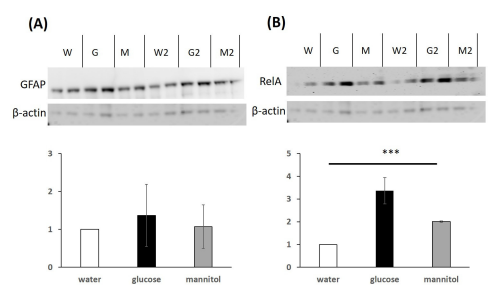 (A)
W G M W2 G2 M2
GFAP
β-actin
3
2
1
0
water glucose mannitol
(B)
W G M W2 G2 M2
RelA
β-actin
***
5
4
3
2
1
0
water glucose mannitol